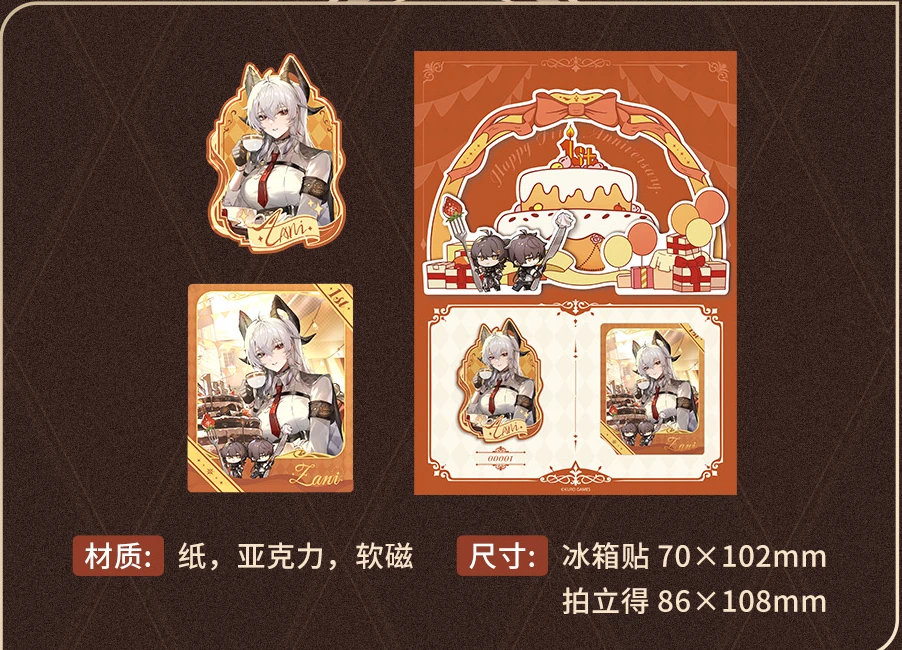 Zani
1st
Zani
Happy First Anniversary.
1st
Zani
1st
Zani
00001
©KURO GAMES
材质: 纸，亚克力，软磁
尺寸: 冰箱贴 70×102mm
拍立得 86×108mm